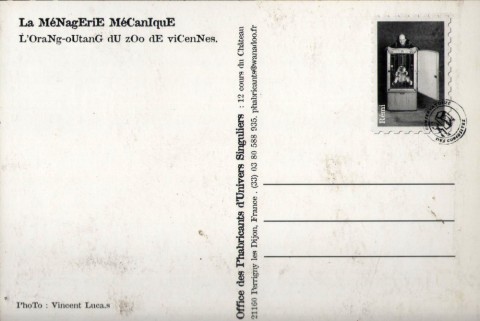 La MéNagEriE MéCanIquE
L'OraNg-oUtanG dU zOo dE viCenNes.
Office des Phabricants d'Univers Singuliers : 12 cours du Château
21160 Perrigny les Dijon, France . (33) 03 80 588 935. phabricants@wanadoo.fr
Rémi
PhoTo : Vincent Luca.s